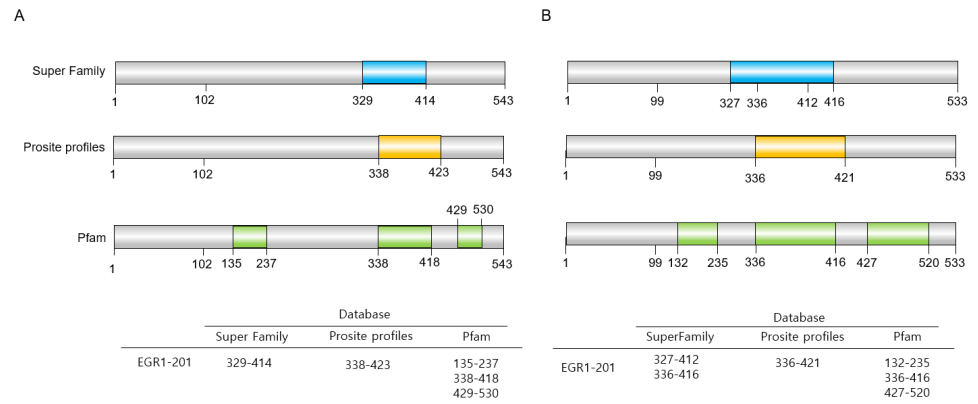 A
B
Super Family
1 102 329 414 543
1 99 327 336 412 416 533
Prosite profiles
1 102 338 423 543
1 99 336 421 533
429 530
Pfam
1 102 135 237 338 418 543
1 99 132 235 336 416 427 520 533
Database
Super Family Prosite profiles Pfam
EGR1-201 329-414 338-423 135-237
338-418
429-530
Database
SuperFamily Prosite profiles Pfam
EGR1-201 327-412 336-421 132-235
336-416 336-416
427-520